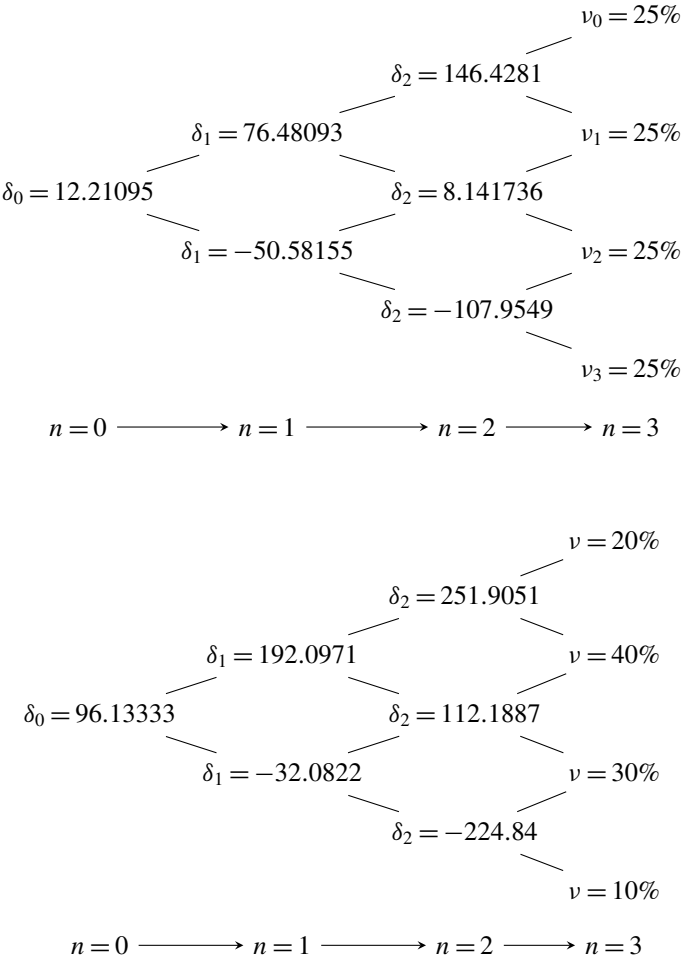 ν₀ = 25%
δ₂ = 146.4281
δ₁ = 76.48093
ν₁ = 25%
δ₀ = 12.21095
δ₂ = 8.141736
δ₁ = −50.58155
ν₂ = 25%
δ₂ = −107.9549
ν₃ = 25%
n = 0 n = 1 n = 2 n = 3
ν = 20%
δ₂ = 251.9051
δ₁ = 192.0971
ν = 40%
δ₀ = 96.13333
δ₂ = 112.1887
δ₁ = −32.0822
ν = 30%
δ₂ = −224.84
ν = 10%
n = 0 n = 1 n = 2 n = 3